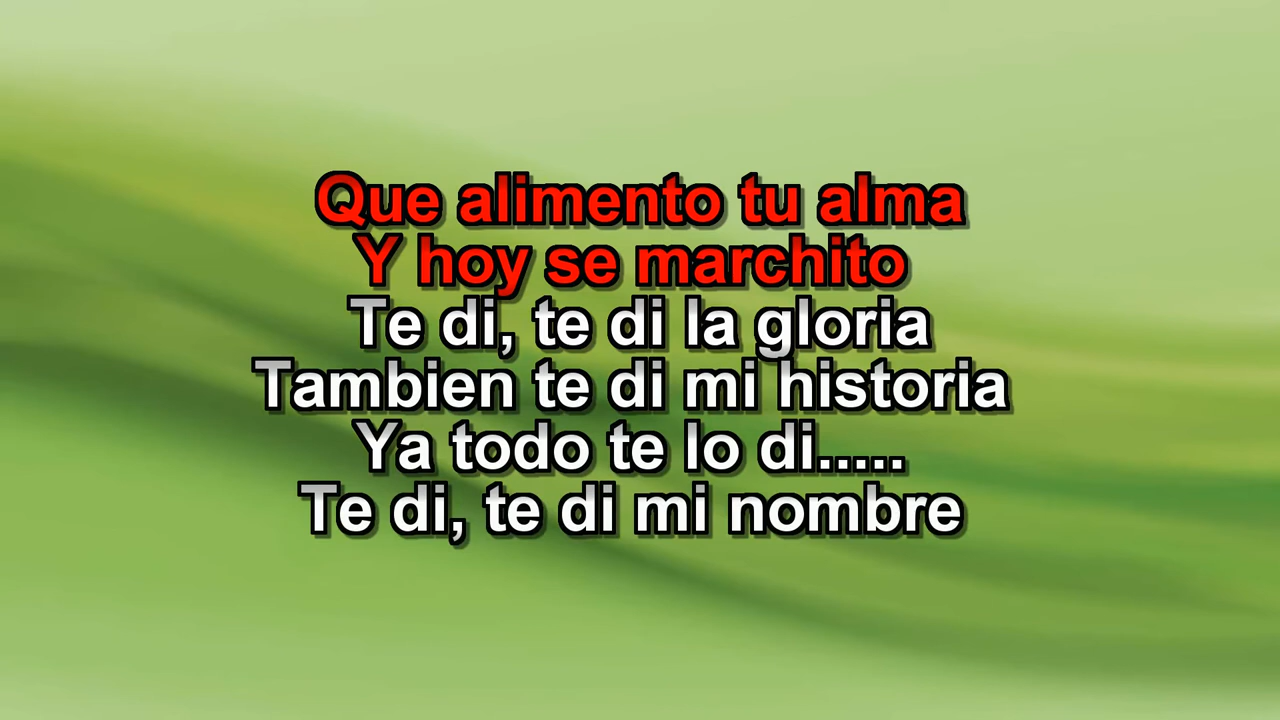 Que alimento tu alma
Y hoy se marchito
Te di, te di la gloria
Tambien te di mi historia
Ya todo te lo di.....
Te di, te di mi nombre